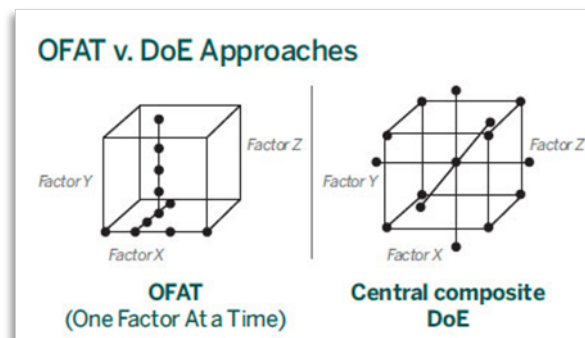 OFAT v. DoE Approaches
Factor Y
Factor Z
Factor X
Factor Y
Factor Z
Factor X
OFAT
(One Factor At a Time)
Central composite
DoE